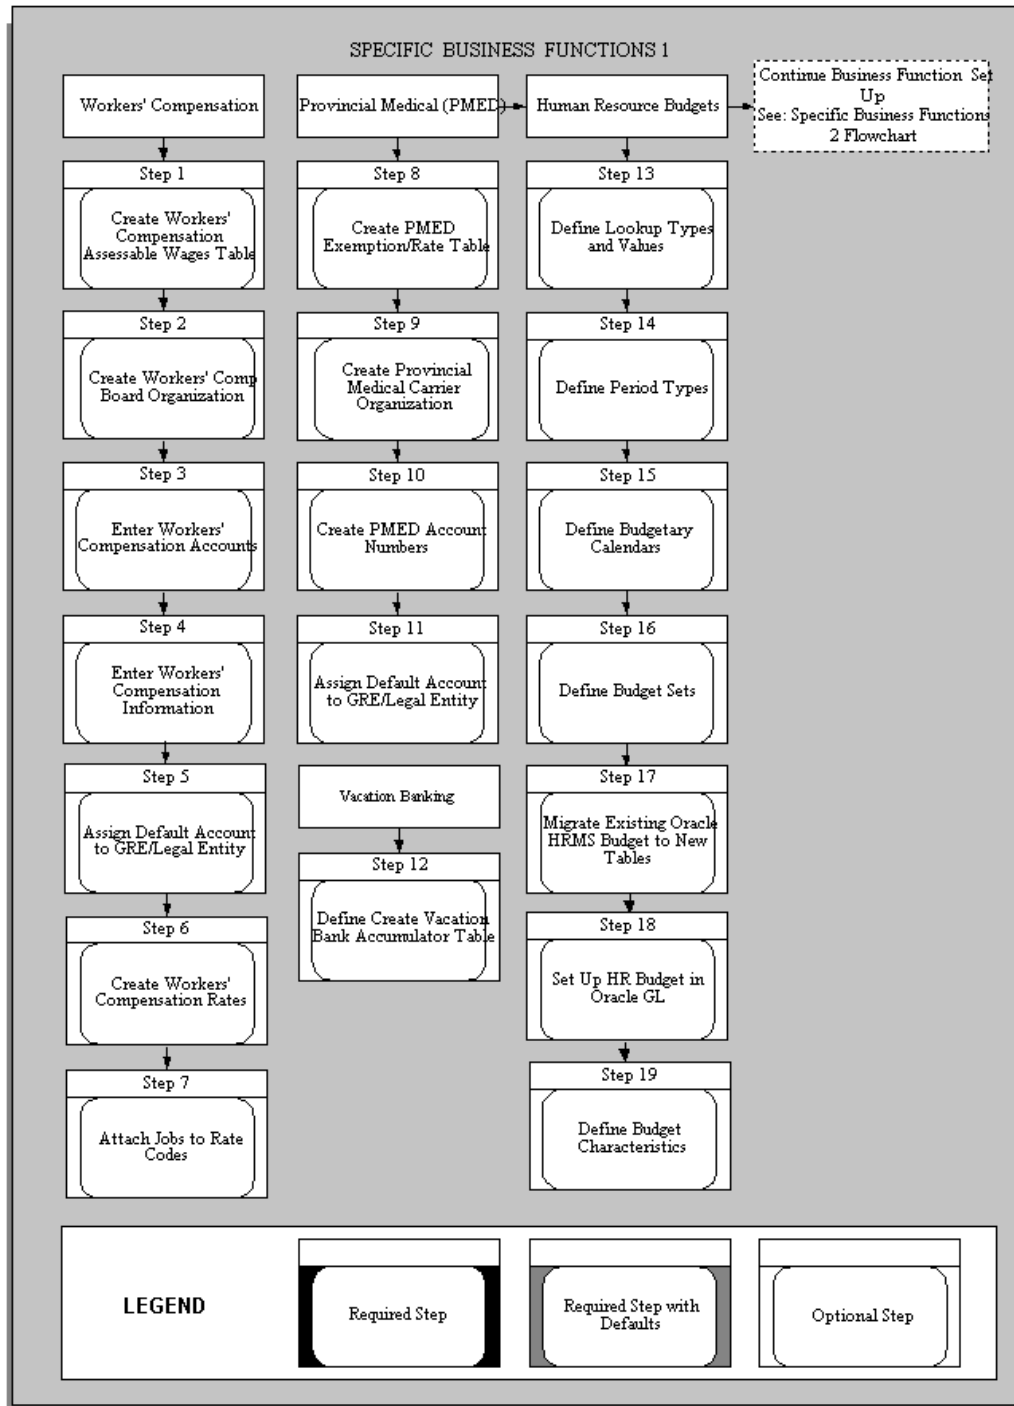 SPECIFIC BUSINESS FUNCTIONS 1
Workers' Compensation
Provincial Medical (PMED)
Human Resource Budgets
Continue Business Function Set
Up
See: Specific Business Functions
2 Flowchart
Step 1
Create Workers'
Compensation
Assessable Wages Table
Step 2
Create Workers' Comp
Board Organization
Step 3
Enter Workers'
Compensation Accounts
Step 4
Enter Workers'
Compensation
Information
Step 5
Assign Default Account
to GRE/Legal Entity
Step 6
Create Workers'
Compensation Rates
Step 7
Attach Jobs to Rate
Codes
Step 8
Create PMED
Exemption/Rate Table
Step 9
Create Provincial
Medical Carrier
Organization
Step 10
Create PMED Account
Numbers
Step 11
Assign Default Account
to GRE/Legal Entity
Vacation Banking
Step 12
Define Create Vacation
Bank Accumulator Table
Step 13
Define Lookup Types
and Values
Step 14
Define Period Types
Step 15
Define Budgetary
Calendars
Step 16
Define Budget Sets
Step 17
Migrate Existing Oracle
HRMS Budget to New
Tables
Step 18
Set Up HR Budget in
Oracle GL
Step 19
Define Budget
Characteristics
LEGEND
Required Step
Required Step with
Defaults
Optional Step